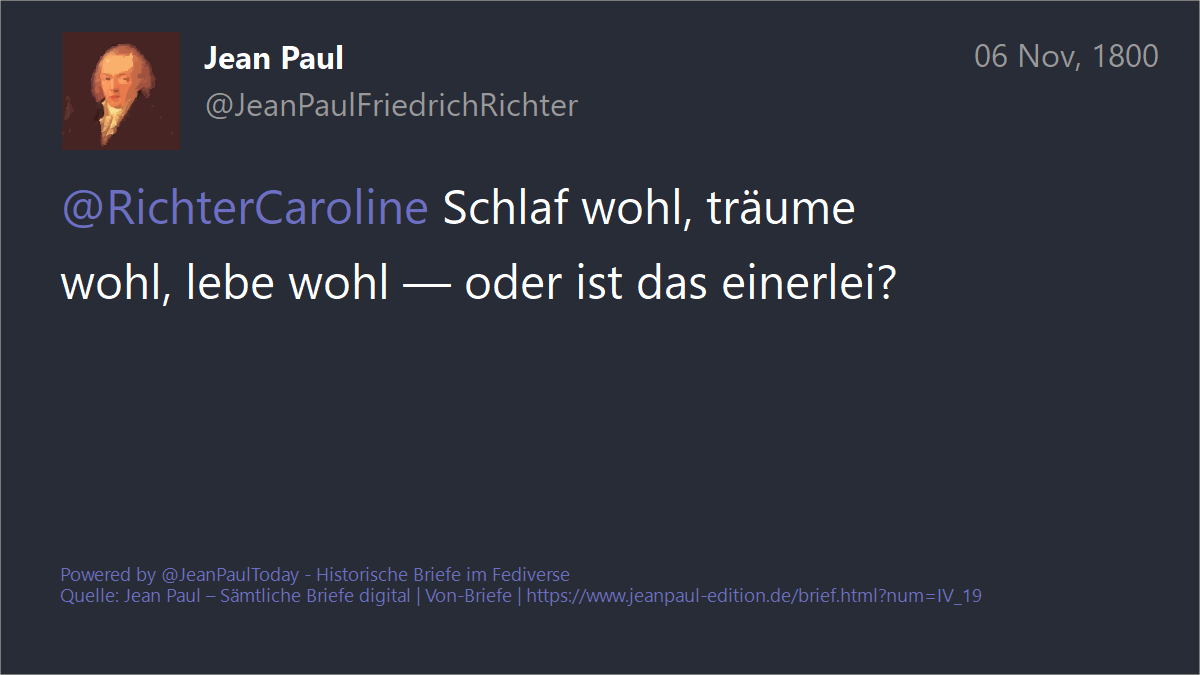 Jean Paul
06 Nov, 1800
@JeanPaulFriedrichRichter
@RichterCaroline Schlaf wohl, träume
wohl, lebe wohl — oder ist das einerlei?
Powered by @JeanPaulToday - Historische Briefe im Fediverse
Quelle: Jean Paul – Sämtliche Briefe digital | Von-Briefe | https://www.jeanpaul-edition.de/brief.html?num=IV_19